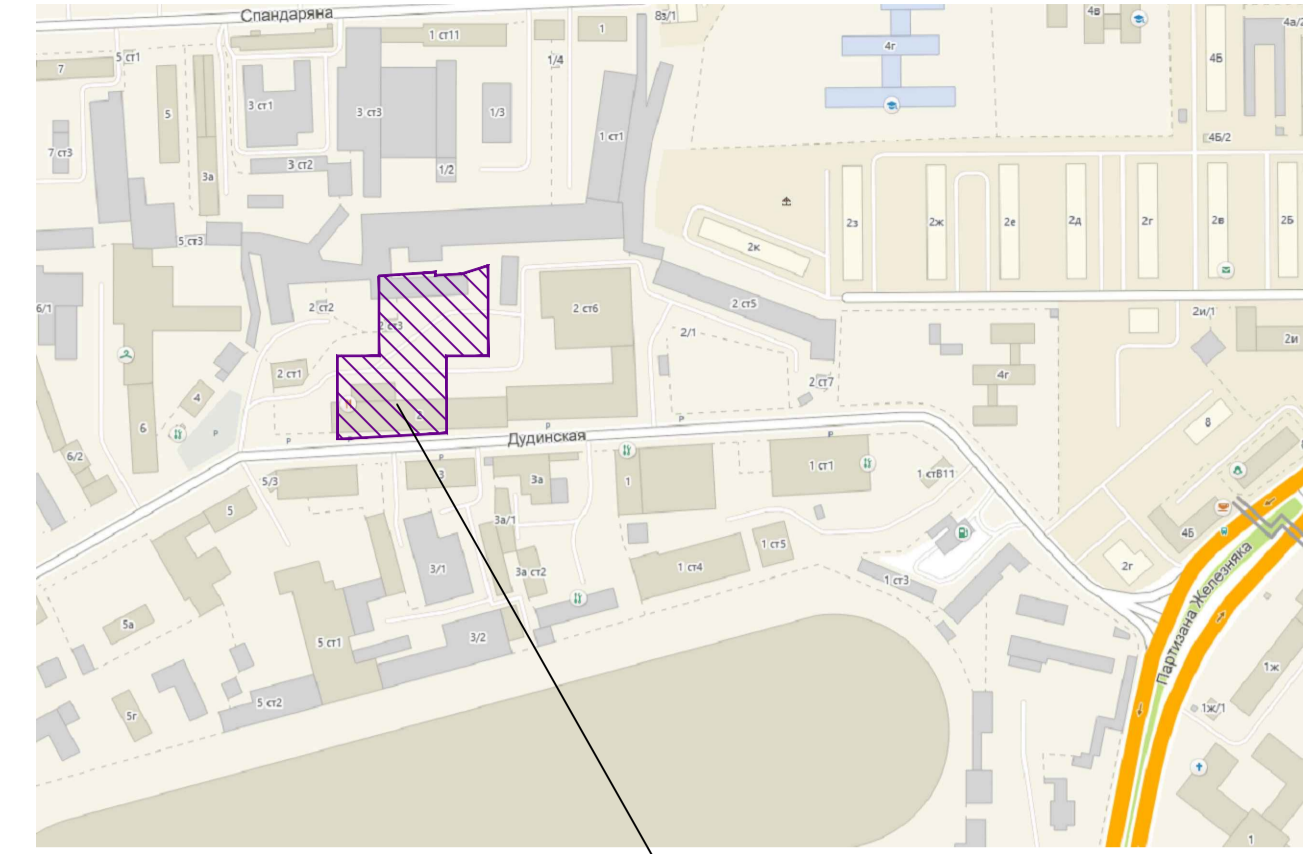 Спандаряна
8з/1
4в
4а/2
1 ст11
1
4г
5 ст1
7
1/4
4Б
5
3 ст1
3 ст3
1/3
1 ст1
4Б/2
7 ст3
3 ст2
1/2
3а
2з
2ж
2е
2д
2г
2в
2Б
5 ст3
2к
6/1
2 ст2
2 ст3
2 ст6
2 ст5
2/1
2и/1
2и
2 ст1
2 ст7
4г
4
2
6
P
P
P
P
P
P
P
Дудинская
8
6/2
5/3
3
3а
1
1 ст1
1 стВ11
5
3а/1
4Б
1 ст5
3/1
3а ст2
1 ст4
1 ст3
2г
Партизана Железняка
5а
5 ст1
3/2
1ж
5г
5 ст2
1ж/1
1